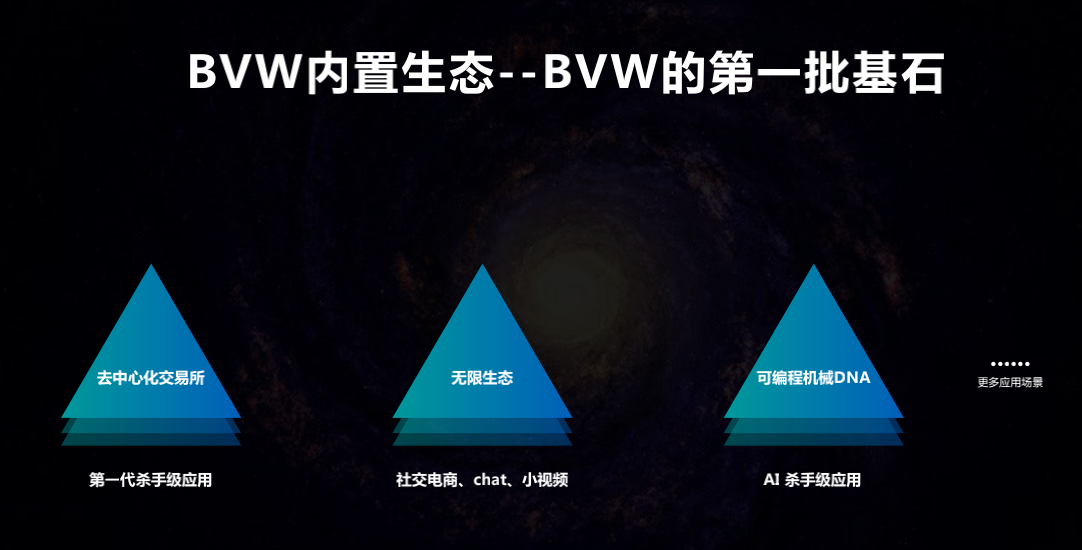 BVW内置生态--BVW的第一批基石
去中心化交易所
无限生态
可编程机械DNA
······
更多应用场景
第一代杀手级应用
社交电商、chat、小视频
AI 杀手级应用